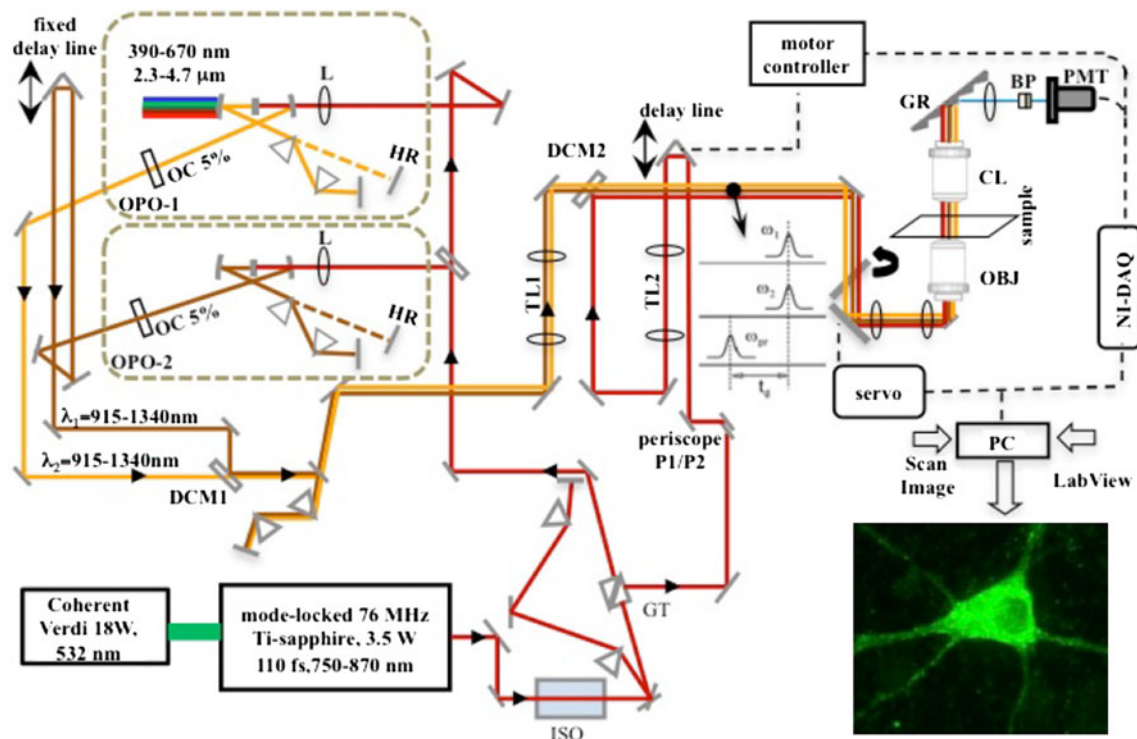 fixed
delay line
390-670 nm
2.3-4.7 μm
L
HR
OC 5%
OPO-1
L
HR
OC 5%
OPO-2
λ1=915-1340nm
λ2=915-1340nm
DCM1
Coherent
Verdi 18W,
532 nm
mode-locked 76 MHz
Ti-sapphire, 3.5 W
110 fs,750-870 nm
ISO
GT
periscope
P1/P2
TL1
TL2
DCM2
delay line
motor
controller
ω1
ω2
ωpr
td
GR
BP
PMT
CL
sample
OBJ
NI-DAQ
servo
PC
Scan
Image
LabView